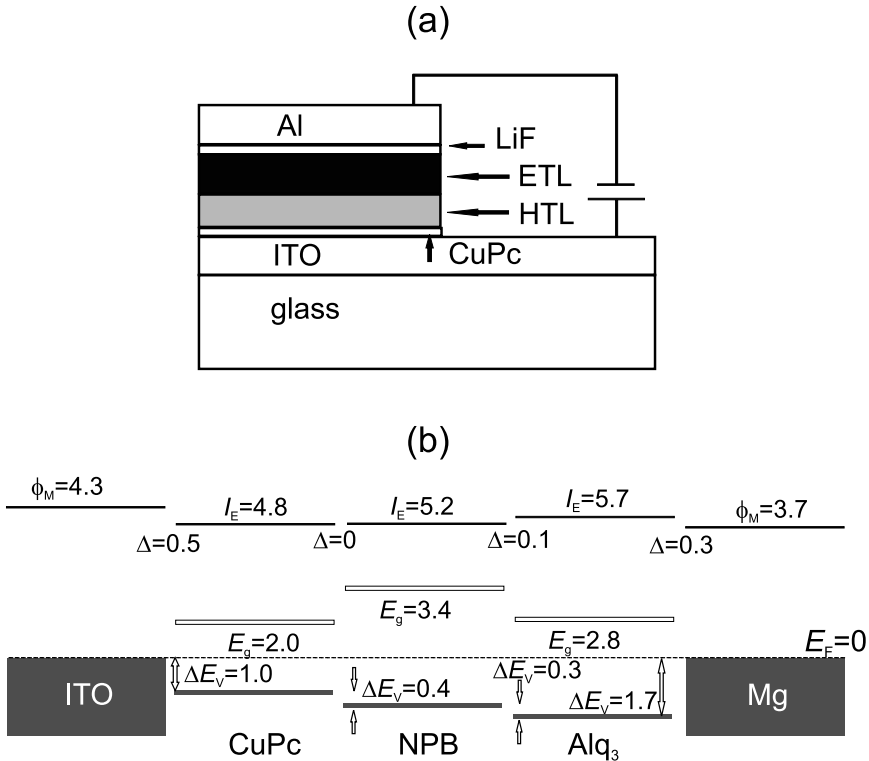 (a)
Al
LiF
ETL
HTL
ITO
CuPc
glass
(b)
ϕM=4.3
IE=4.8
IE=5.2
IE=5.7
ϕM=3.7
Δ=0.5
Δ=0
Δ=0.1
Δ=0.3
Eg=3.4
Eg=2.0
Eg=2.8
EF=0
ΔEV=1.0
ΔEV=0.4
ΔEV=0.3
ΔEV=1.7
ITO
Mg
CuPc
NPB
Alq3